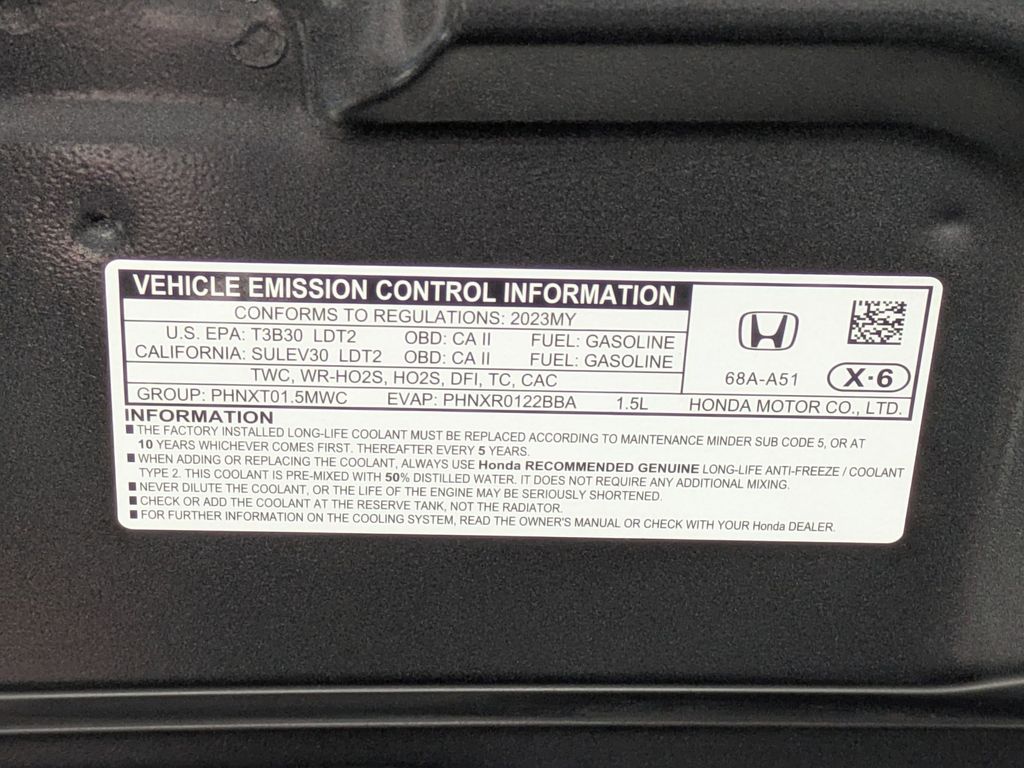 VEHICLE EMISSION CONTROL INFORMATION
CONFORMS TO REGULATIONS: 2023MY
U.S. EPA: T3B30 LDT2 OBD: CA II FUEL: GASOLINE
CALIFORNIA: SULEV30 LDT2 OBD: CA II FUEL: GASOLINE
TWC, WR-HO2S, HO2S, DFI, TC, CAC
68A-A51
X·6
GROUP: PHNXT01.5MWC EVAP: PHNXR0122BBA 1.5L HONDA MOTOR CO., LTD.
INFORMATION
■ THE FACTORY INSTALLED LONG-LIFE COOLANT MUST BE REPLACED ACCORDING TO MAINTENANCE MINDER SUB CODE 5, OR AT
10 YEARS WHICHEVER COMES FIRST. THEREAFTER EVERY 5 YEARS.
■ WHEN ADDING OR REPLACING THE COOLANT, ALWAYS USE Honda RECOMMENDED GENUINE LONG-LIFE ANTI-FREEZE / COOLANT
TYPE 2. THIS COOLANT IS PRE-MIXED WITH 50% DISTILLED WATER. IT DOES NOT REQUIRE ANY ADDITIONAL MIXING.
■ NEVER DILUTE THE COOLANT, OR THE LIFE OF THE ENGINE MAY BE SERIOUSLY SHORTENED.
■ CHECK OR ADD THE COOLANT AT THE RESERVE TANK, NOT THE RADIATOR.
■ FOR FURTHER INFORMATION ON THE COOLING SYSTEM, READ THE OWNER'S MANUAL OR CHECK WITH YOUR Honda DEALER.